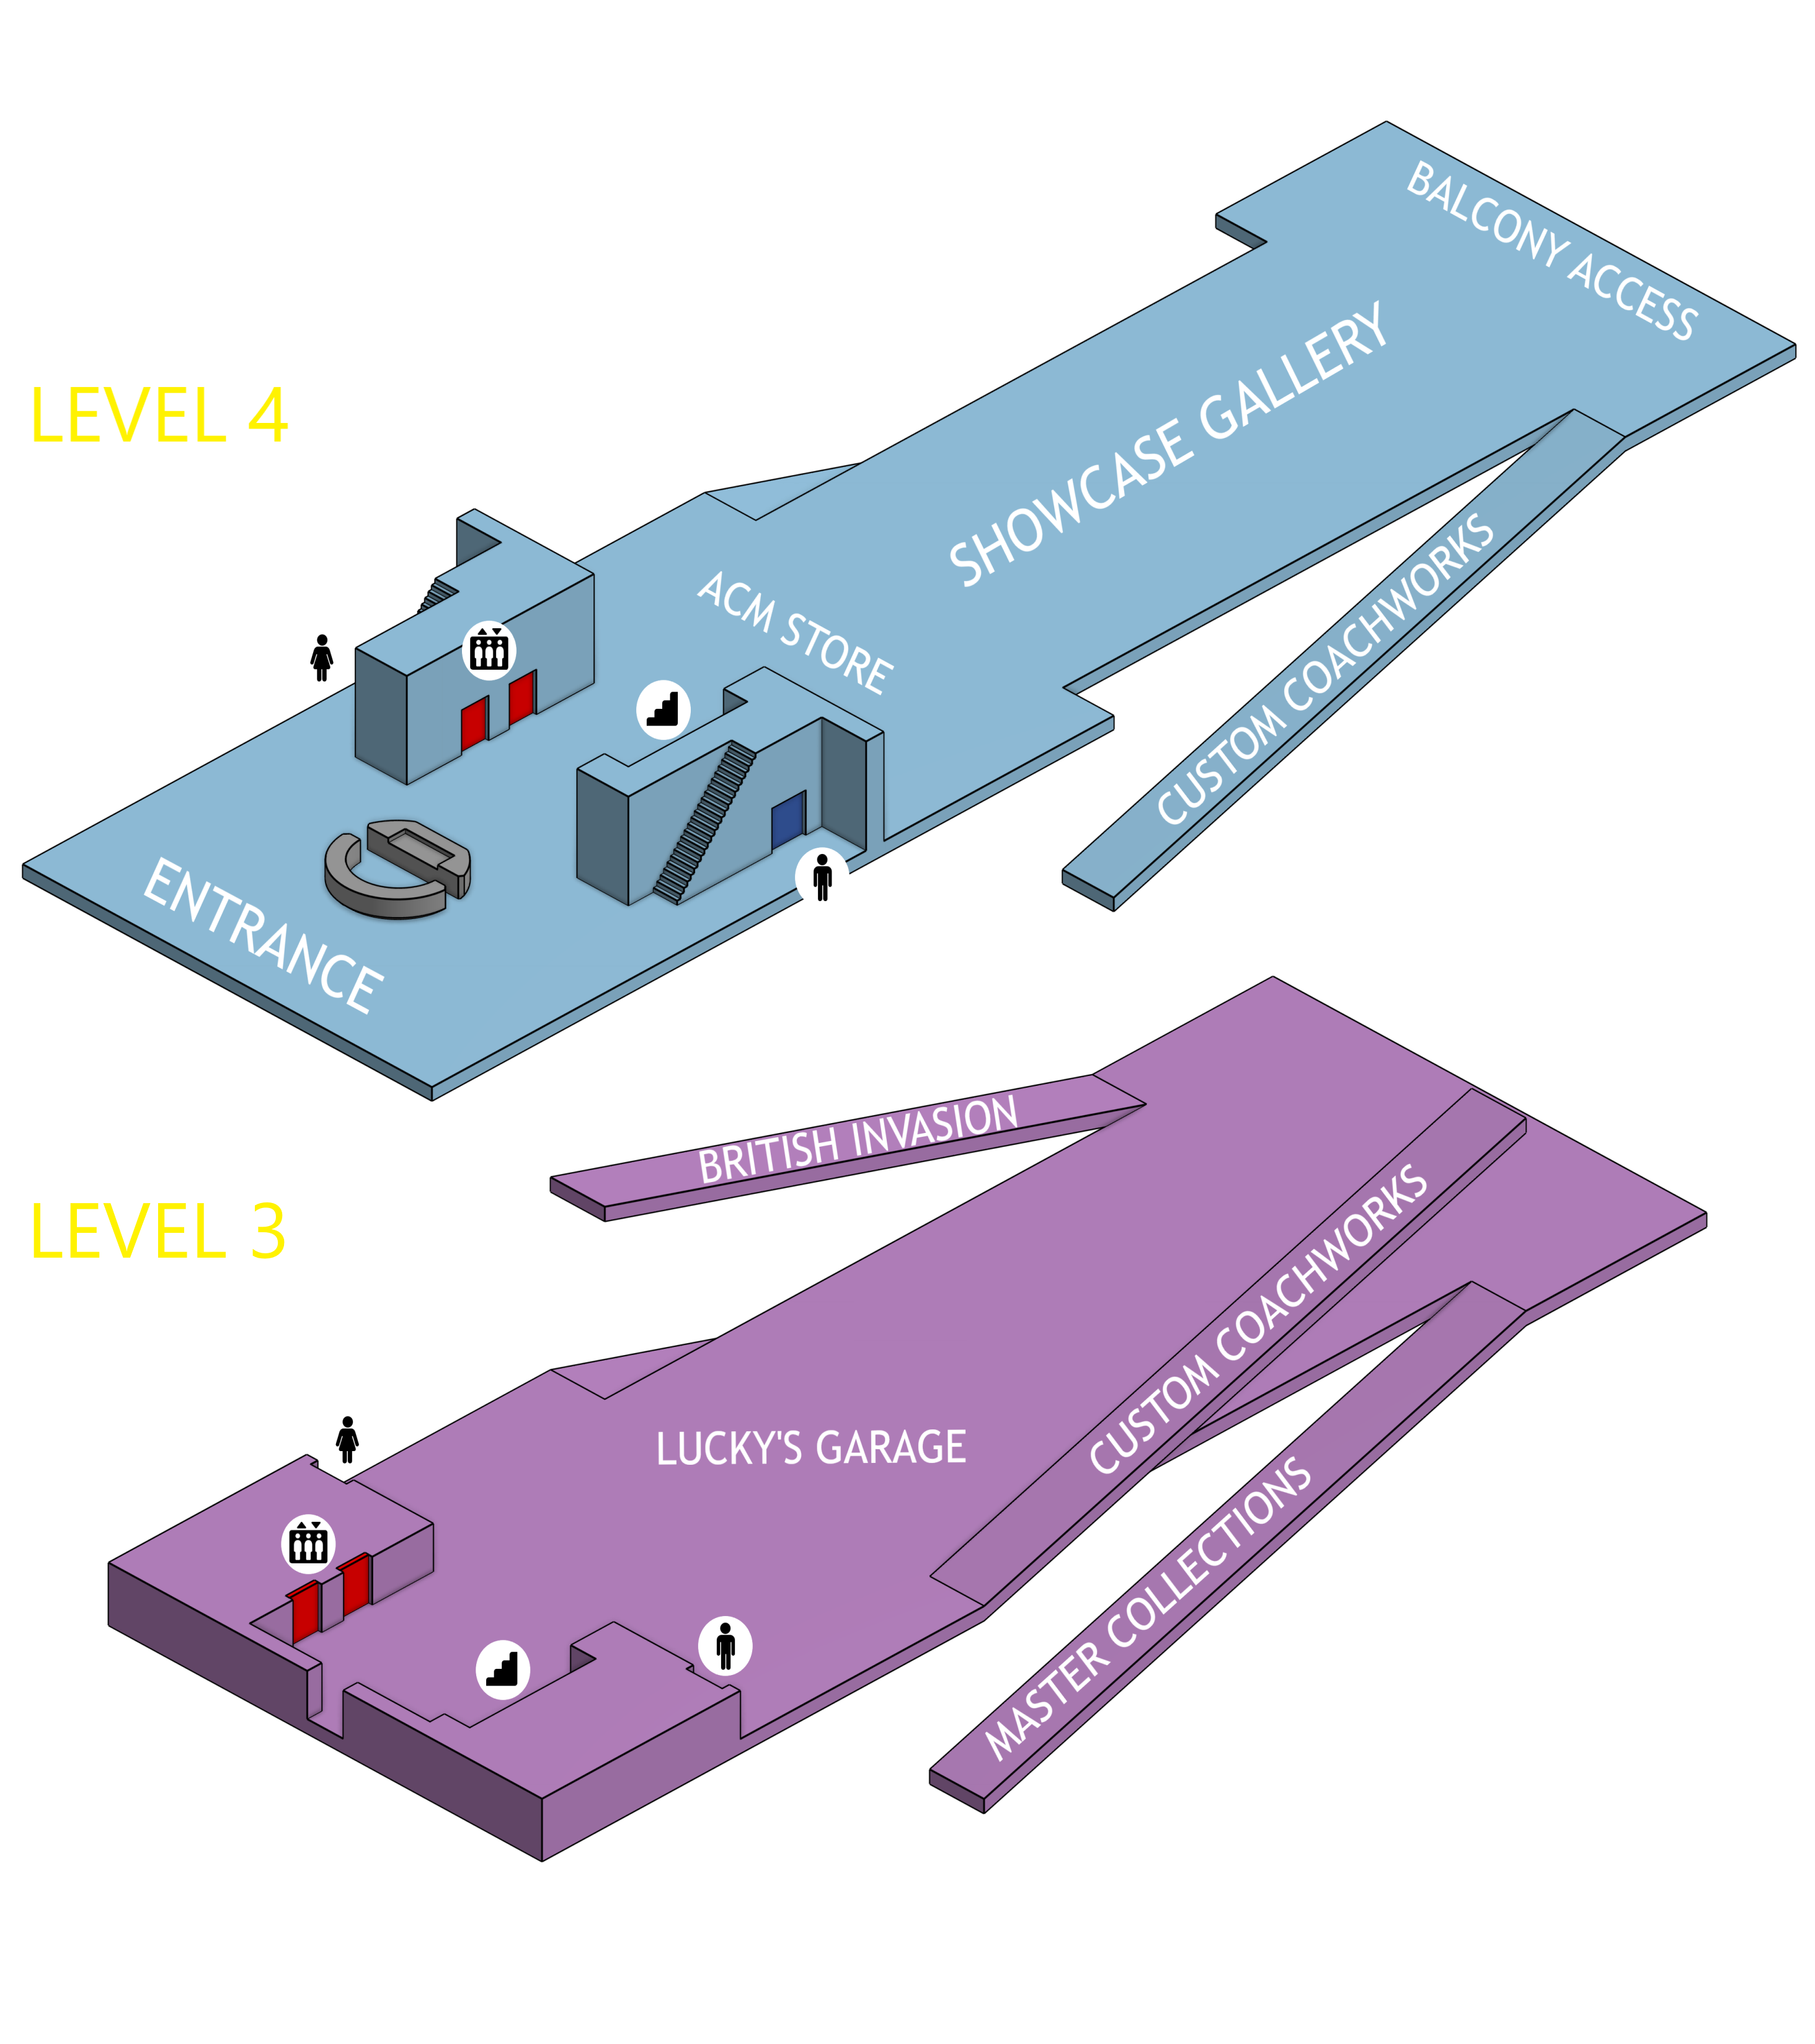 BALCONY ACCESS
SHOWCASE GALLERY
LEVEL 4
ACM STORE
CUSTOM COACHWORKS
ENTRANCE
BRITISH INVASION
LEVEL 3
CUSTOM COACHWORKS
LUCKY'S GARAGE
MASTER COLLECTIONS